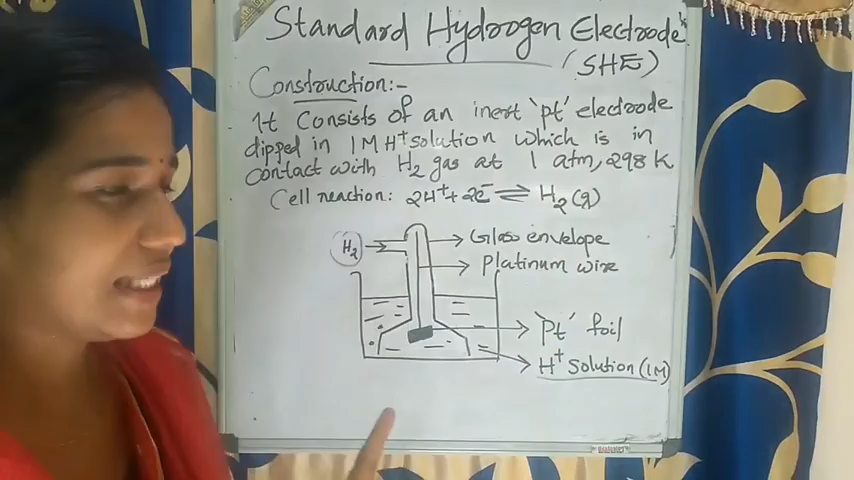 Standard Hydrogen Electrode
(SHE)
Construction:-
It consists of an inert 'pt' electrode
dipped in 1M H⁺ solution which is in
contact with H₂ gas at 1 atm, 298 K
Cell reaction: 2H⁺ + 2e⁻ ⇌ H₂(g)
H₂
Glass envelope
Platinum wire
'Pt' foil
H⁺ solution (1M)